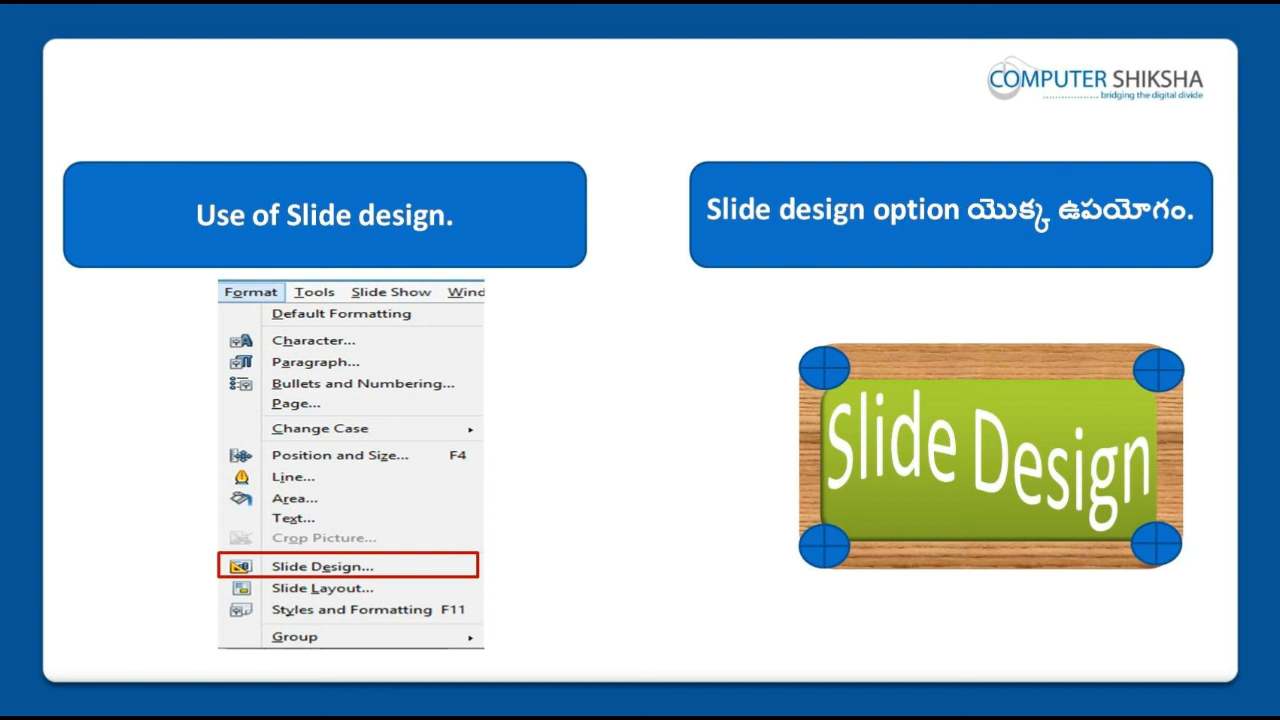 COMPUTER SHIKSHA
bridging the digital divide
Use of Slide design.
Slide design option యొక్క ఉపయోగం.
Format Tools Slide Show Wind
Default Formatting
Character...
Paragraph...
Bullets and Numbering...
Page...
Change Case
Position and Size... F4
Line...
Area...
Text...
Crop Picture...
Slide Design...
Slide Layout...
Styles and Formatting F11
Group
Slide Design